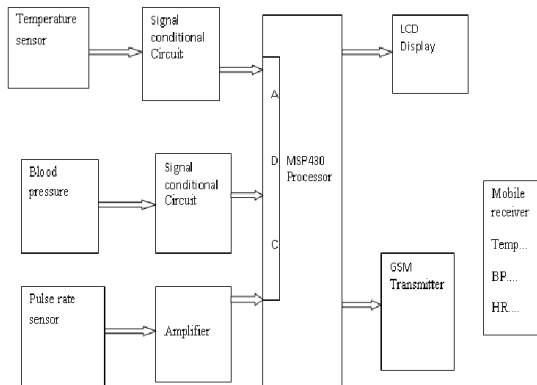 Temperature
sensor
Signal
conditional
Circuit
LCD
Display
A
D
C
MSP430
Processor
Blood
pressure
Signal
conditional
Circuit
Mobile
receiver
Temp...
BP....
HR....
GSM
Transmitter
Pulse rate
sensor
Amplifier